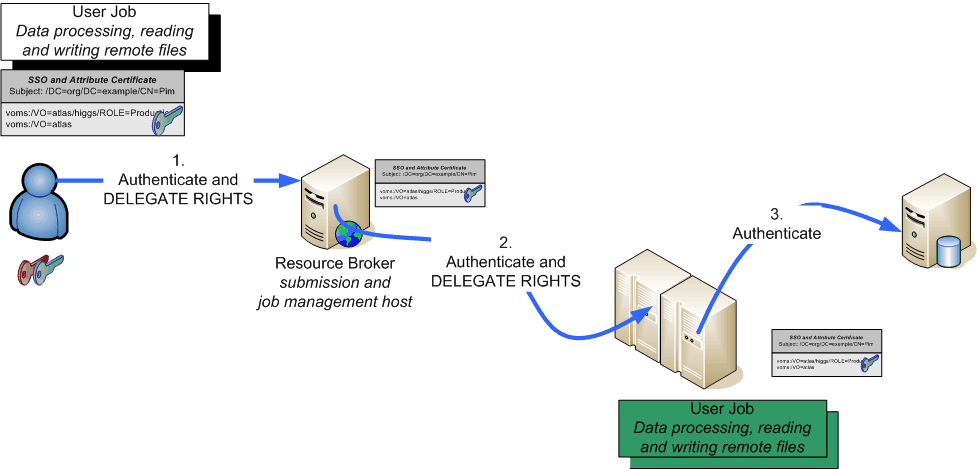 User Job
Data processing, reading
and writing remote files
SSO and Attribute Certificate
Subject: /DC=org/DC=example/CN=Pim
voms:/VO=atlas/higgs/ROLE=Productio
voms:/VO=atlas
1.
Authenticate and
DELEGATE RIGHTS
SSO and Attribute Certificate
Subject: /DC=org/DC=example/CN=Pim
voms:/VO=atlas/higgs/ROLE=Produc
voms:/VO=atlas
Resource Broker
submission and
job management host
2.
Authenticate and
DELEGATE RIGHTS
3.
Authenticate
SSO and Attribute Certificate
Subject: /DC=org/DC=example/CN=Pim
voms:/VO=atlas/higgs/ROLE=Produc
voms:/VO=atlas
User Job
Data processing, reading
and writing remote files